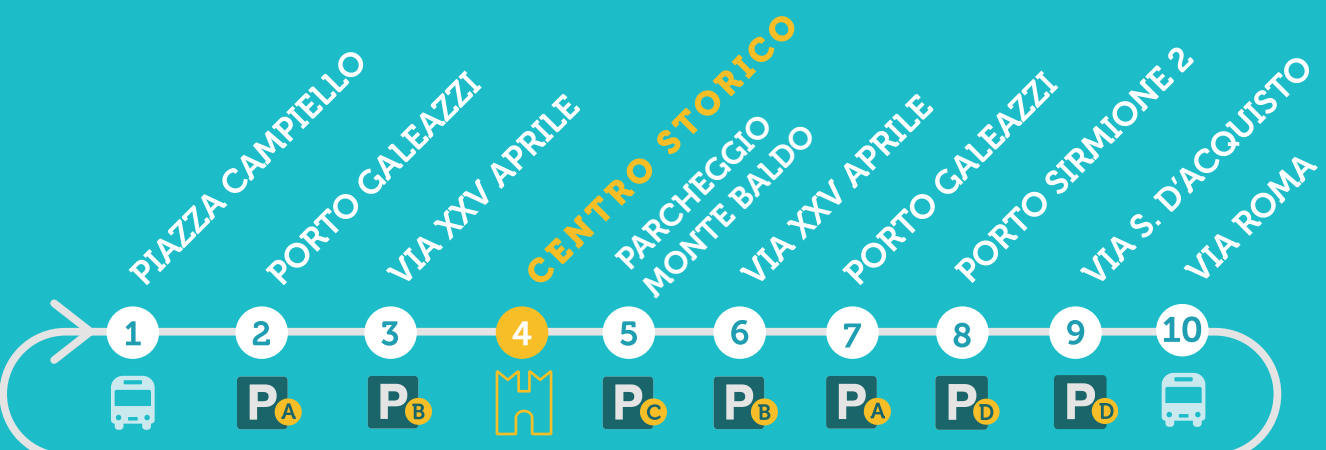 PIAZZA CAMPIELLO
PORTO GALEAZZI
VIA XXV APRILE
CENTRO STORICO
PARCHEGGIO
MONTE BALDO
VIA XXV APRILE
PORTO GALEAZZI
PORTO SIRMIONE 2
VIA S. D'ACQUISTO
VIA ROMA
1 2 3 4 5 6 7 8 9 10
P A P B P C P B P A P D P D